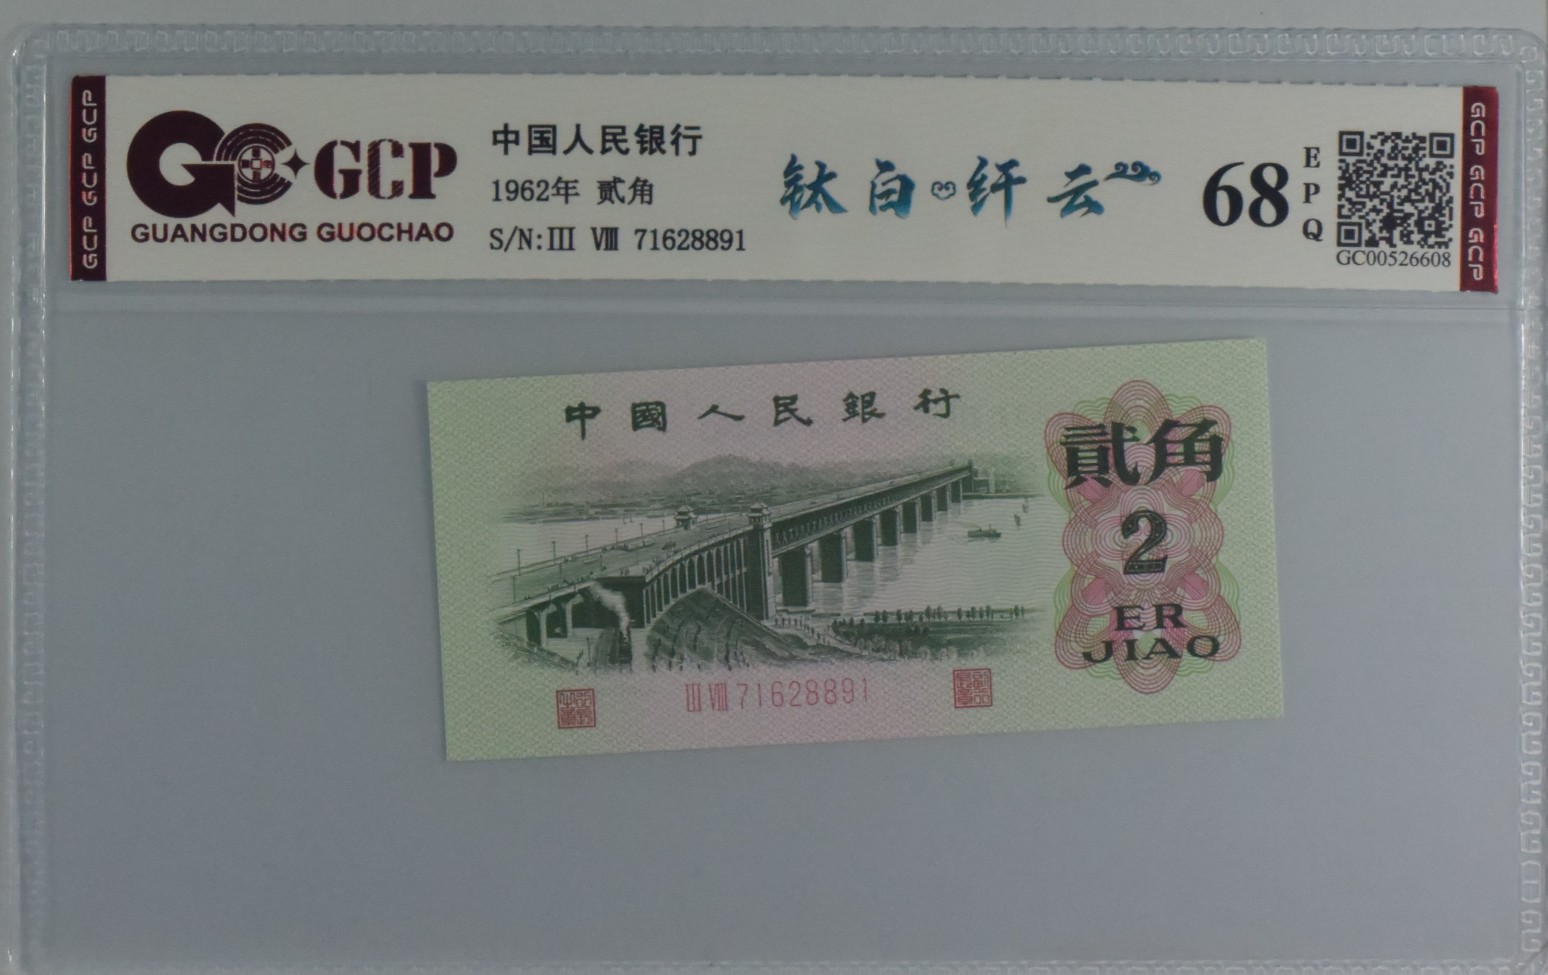 GCP GCP GCP
GCP
GUANGDONG GUOCHAO
中国人民银行
1962年 贰角
S/N:III VIII 71628891
钛白 纤云
68
EPQ
GC00526608
GCP GCP GCP
中國人民銀行
貳角
2
ER
JIAO
III VIII 71628891